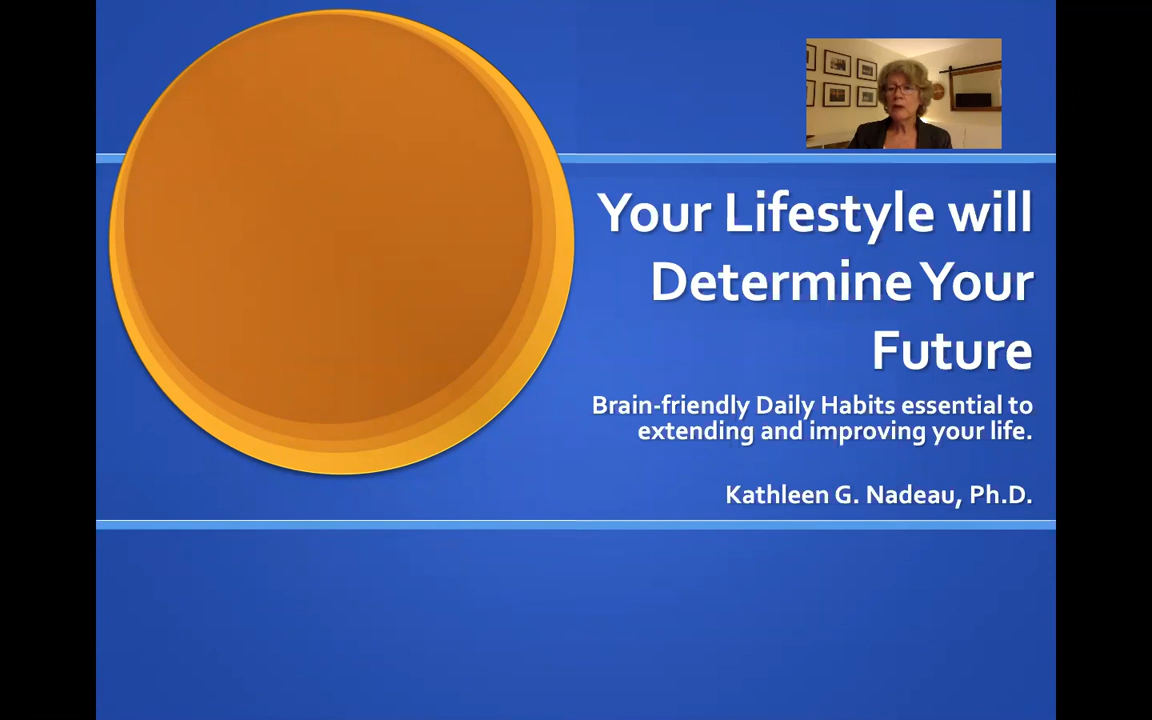 Your Lifestyle will
Determine Your
Future
Brain-friendly Daily Habits essential to
extending and improving your life.
Kathleen G. Nadeau, Ph.D.